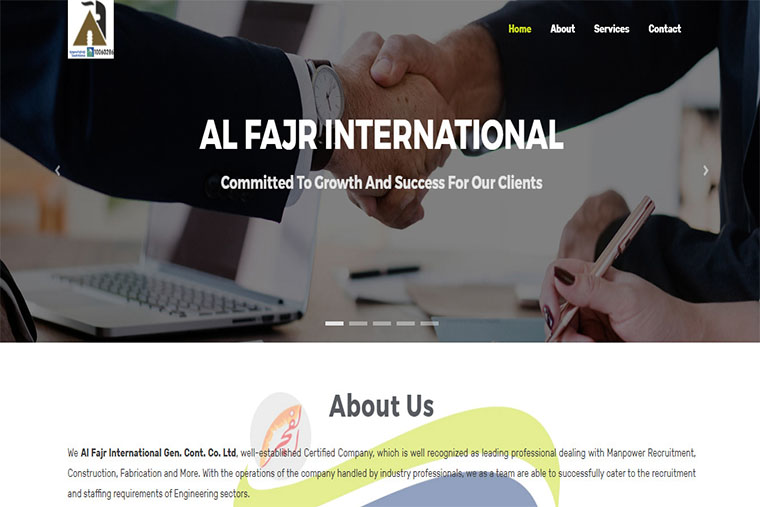 10060286
Home About Services Contact
AL FAJR INTERNATIONAL
Committed To Growth And Success For Our Clients
About Us
We Al Fajr International Gen. Cont. Co. Ltd, well-established Certified Company, which is well recognized as leading professional dealing with Manpower Recruitment,
Construction, Fabrication and More. With the operations of the company handled by industry professionals, we as a team are able to successfully cater to the recruitment
and staffing requirements of Engineering sectors.